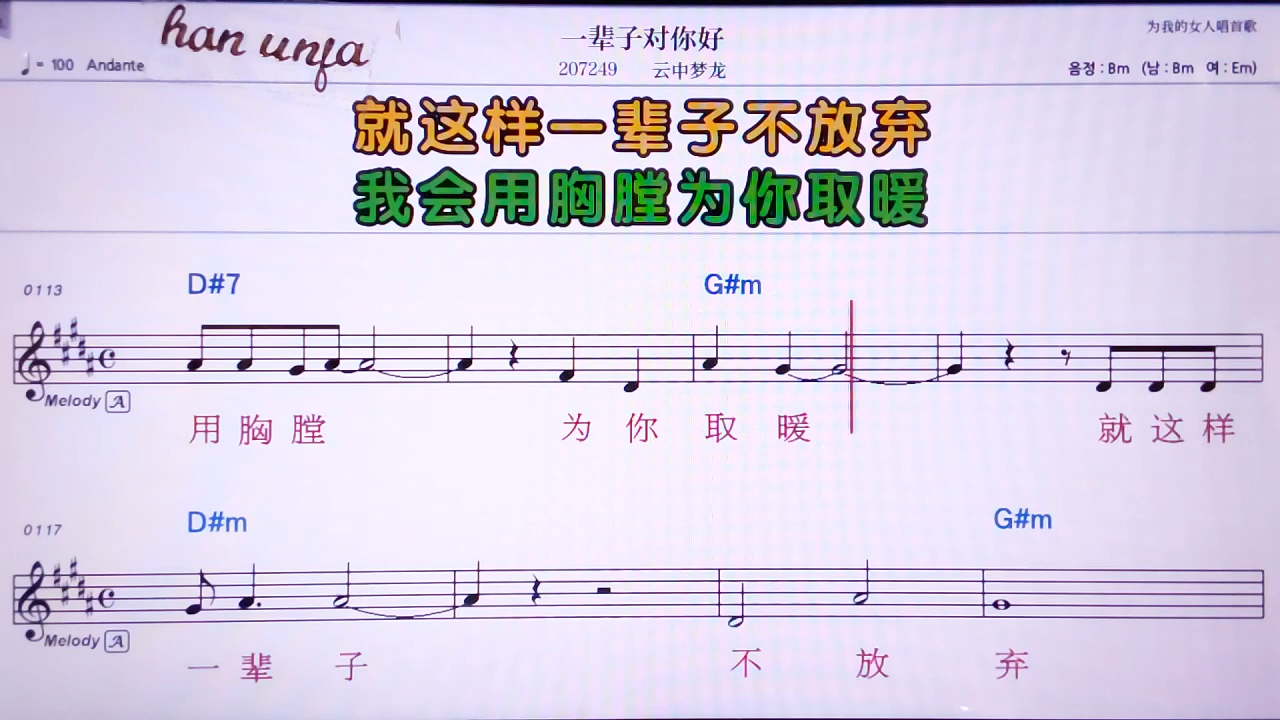 han unfa
一辈子对你好
为我的女人唱首歌
♩ = 100 Andante
207249 云中梦龙
음정 : Bm (남 : Bm 여 : Em)
就这样一辈子不放弃
我会用胸膛为你取暖
0113 D#7 G#m
Melody A
用胸膛 为你取暖 就这样
0117 D#m G#m
Melody A
一辈子 不放弃